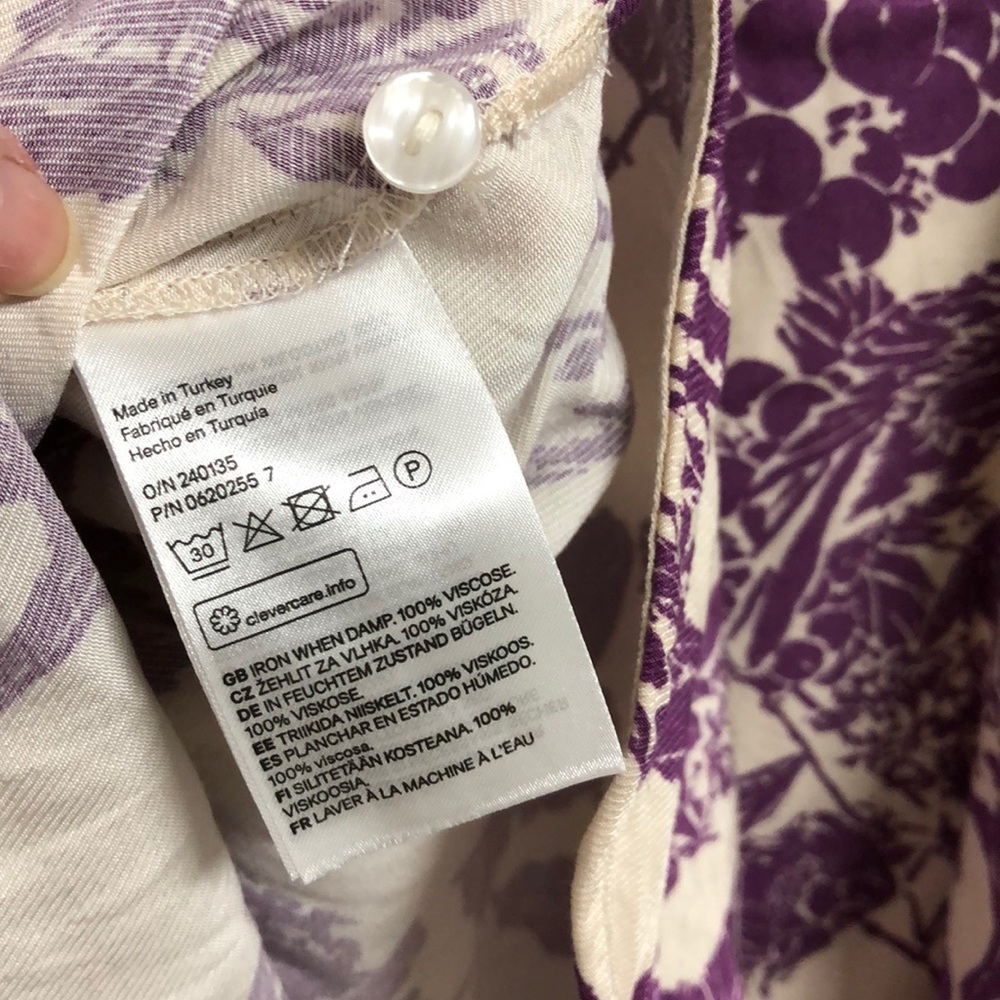 Made in Turkey
Fabriqué en Turquie
Hecho en Turquía
O/N 240135
P/N 0620255 7
30
P
clevercare.info
GB IRON WHEN DAMP. 100% VISCOSE.
CZ ŽEHLIT ZA VLHKA. 100% VISKÓZA.
DE IN FEUCHTEM ZUSTAND BÜGELN.
100% VISKOSE.
EE TRIIKIDA NIISKELT. 100% VISKOOS.
ES PLANCHAR EN ESTADO HÚMEDO.
100% viscosa.
FI SILITETÄÄN KOSTEANA. 100%
VISKOOSIA.
FR LAVER À LA MACHINE À L'EAU